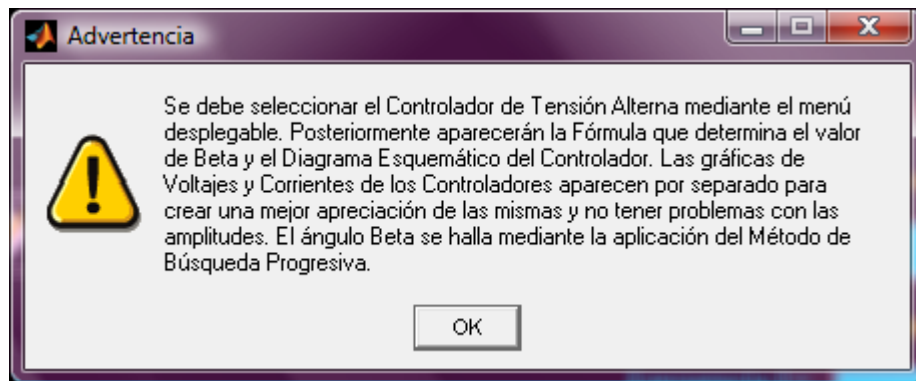 Advertencia
Se debe seleccionar el Controlador de Tensión Alterna mediante el menú
desplegable. Posteriormente aparecerán la Fórmula que determina el valor
de Beta y el Diagrama Esquemático del Controlador. Las gráficas de
Voltajes y Corrientes de los Controladores aparecen por separado para
crear una mejor apreciación de las mismas y no tener problemas con las
amplitudes. El ángulo Beta se halla mediante la aplicación del Método de
Búsqueda Progresiva.
OK